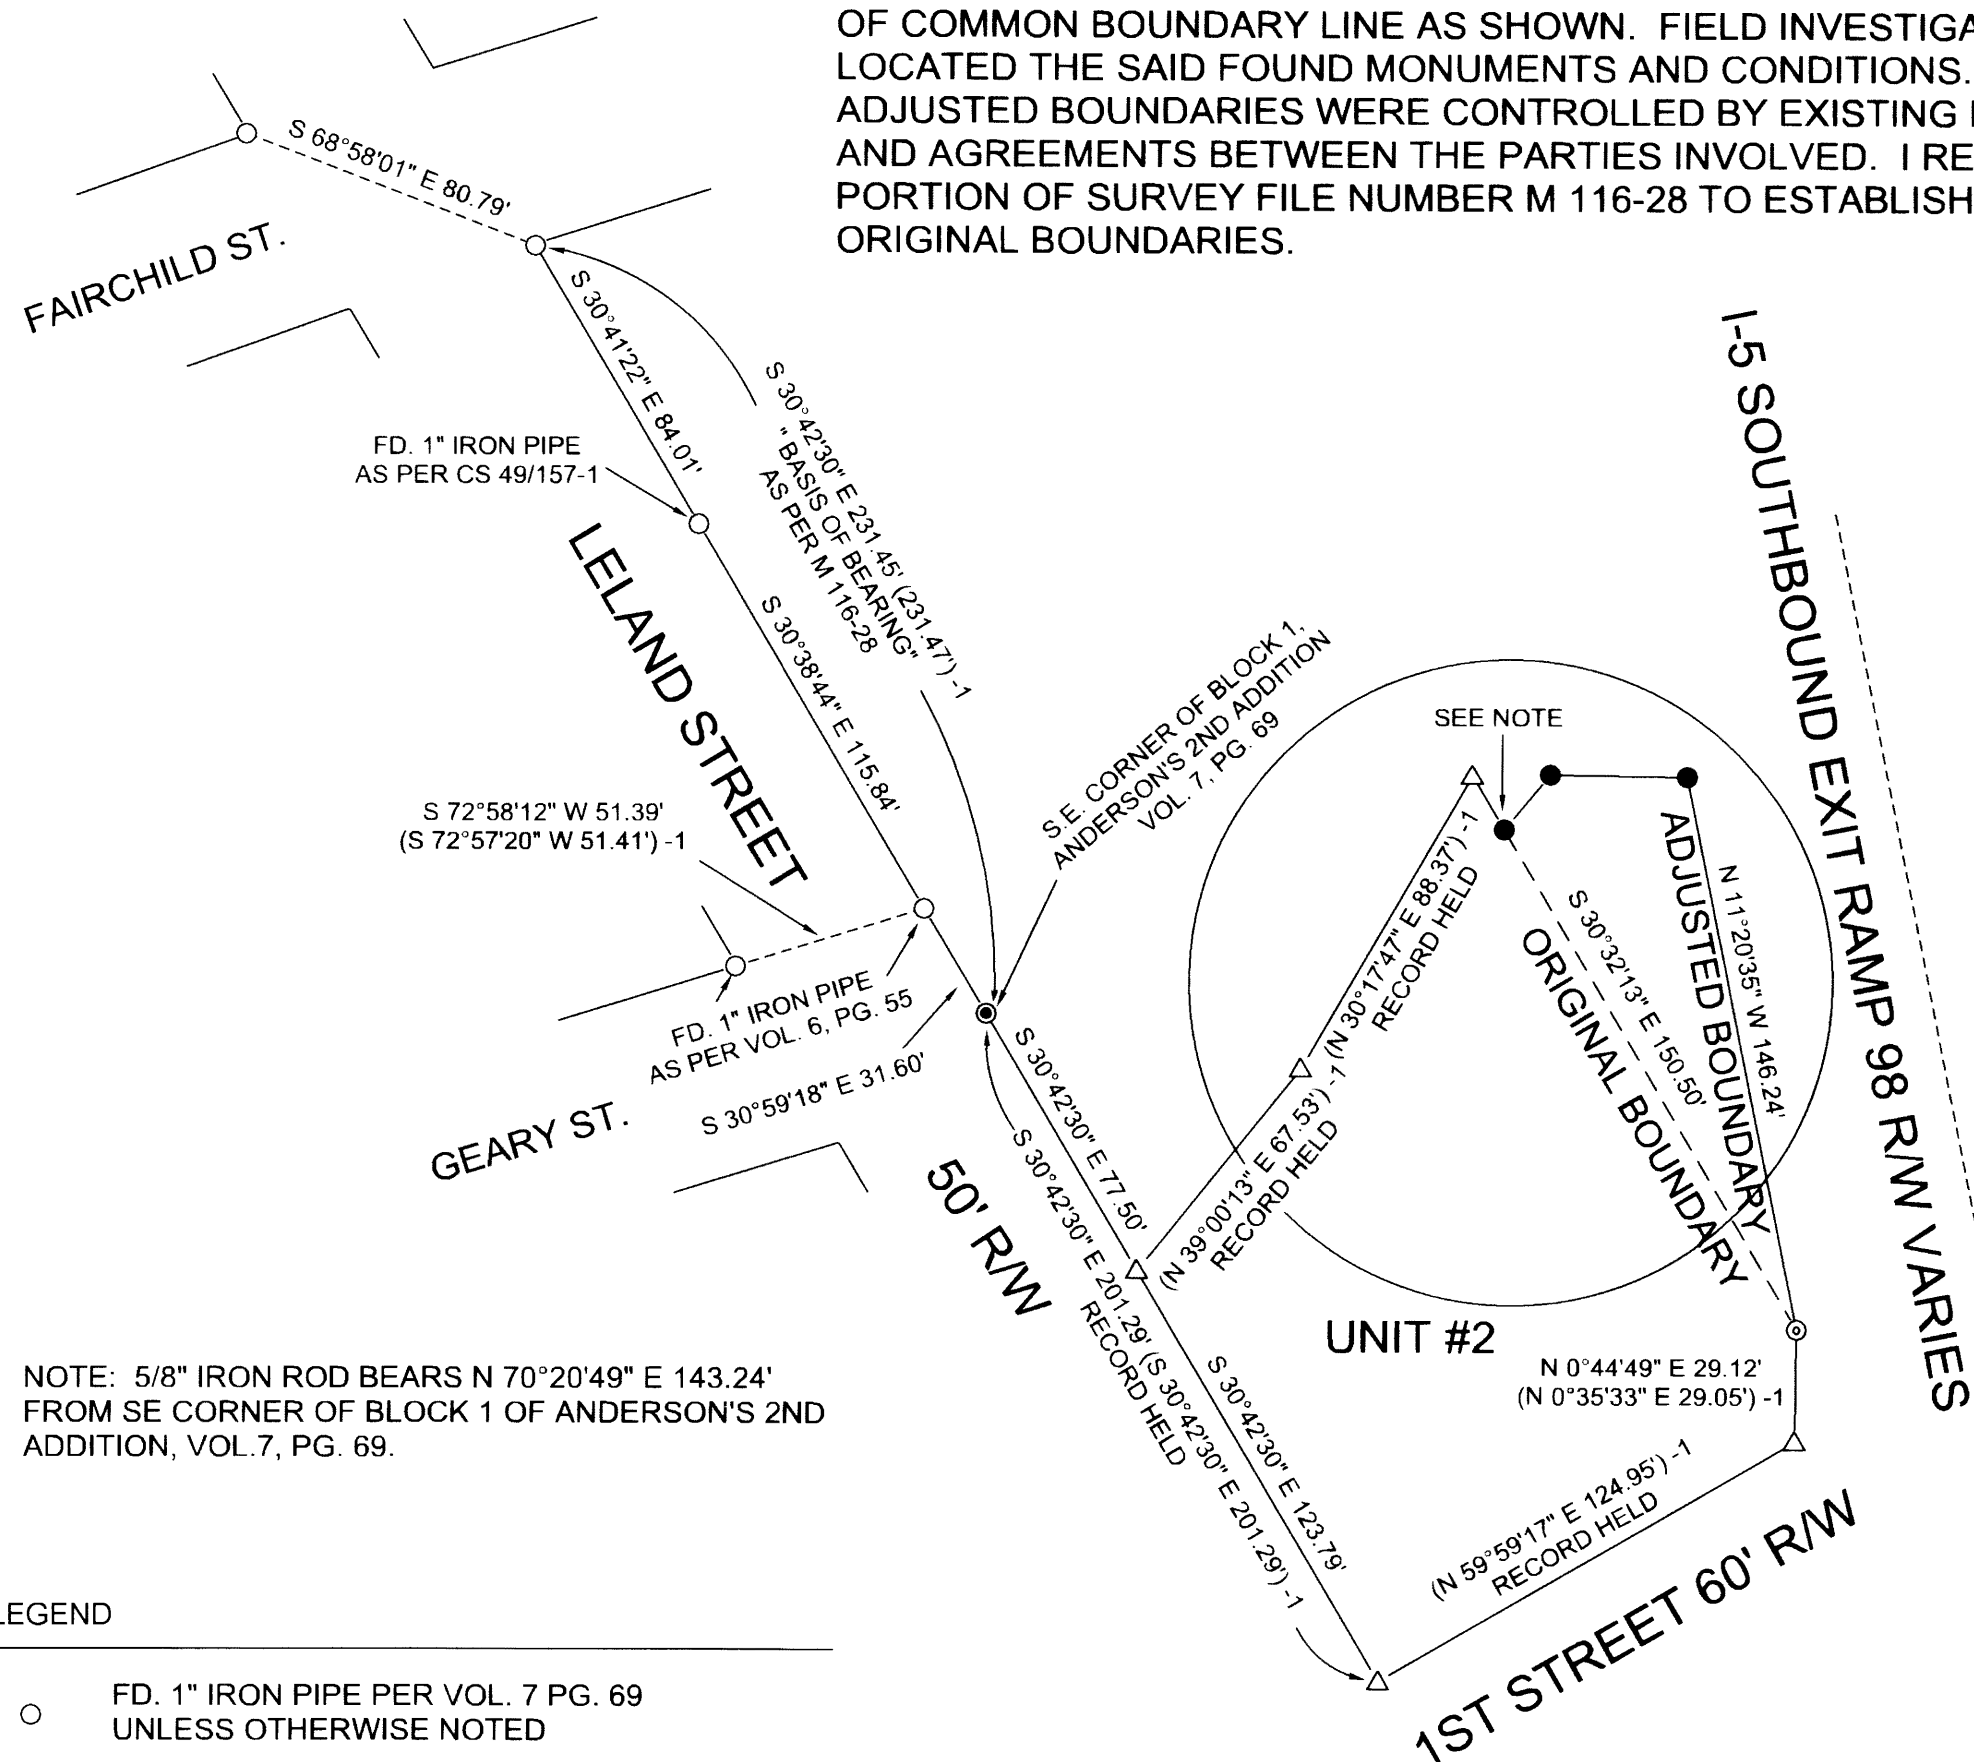 OF COMMON BOUNDARY LINE AS SHOWN. FIELD INVESTIGA
LOCATED THE SAID FOUND MONUMENTS AND CONDITIONS.
ADJUSTED BOUNDARIES WERE CONTROLLED BY EXISTING
AND AGREEMENTS BETWEEN THE PARTIES INVOLVED. I RE
PORTION OF SURVEY FILE NUMBER M 116-28 TO ESTABLISH
ORIGINAL BOUNDARIES.
S 68°58'01" E 80.79'
FAIRCHILD ST.
S 30°41'22" E 84.01'
FD. 1" IRON PIPE
AS PER CS 49/157-1
S 30°42'30" E 231.45' (231.47') -1
" BASIS OF BEARING"
AS PER M 116-28
LELAND STREET
S 30°38'44" E 115.84'
I-5 SOUTHBOUND EXIT RAMP 98 R/W VARIES
S.E. CORNER OF BLOCK 1,
ANDERSON'S 2ND ADDITION
VOL. 7, PG. 69
SEE NOTE
S 72°58'12" W 51.39'
(S 72°57'20" W 51.41') -1
FD. 1" IRON PIPE
AS PER VOL. 6, PG. 55
S 30°59'18" E 31.60'
GEARY ST.
50' R/W
(N 30°17'47" E 88.37') -1
RECORD HELD
(N 39°00'13" E 67.53') -1
RECORD HELD
S 30°32'13" E 150.50'
ORIGINAL BOUNDARY
N 11°20'35" W 146.24'
ADJUSTED BOUNDARY
S 30°42'30" E 77.50'
S 30°42'30" E 201.29' (S 30°42'30" E 201.29') -1
RECORD HELD
S 30°42'30" E 123.79'
UNIT #2
N 0°44'49" E 29.12'
(N 0°35'33" E 29.05') -1
(N 59°59'17" E 124.95') -1
RECORD HELD
1ST STREET 60' R/W
NOTE: 5/8" IRON ROD BEARS N 70°20'49" E 143.24'
FROM SE CORNER OF BLOCK 1 OF ANDERSON'S 2ND
ADDITION, VOL.7, PG. 69.
LEGEND
FD. 1" IRON PIPE PER VOL. 7 PG. 69
UNLESS OTHERWISE NOTED